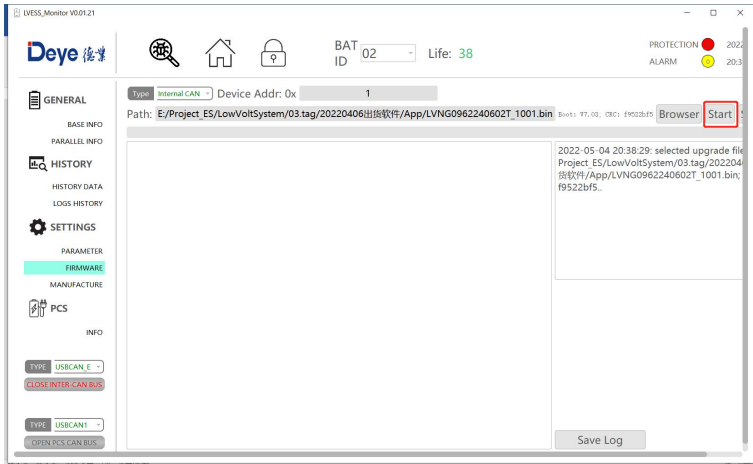 LVESS_Monitor V0.01.21
Deye 德業
BAT ID 02
Life: 38
PROTECTION
2022
ALARM
20:3
GENERAL
BASE INFO
PARALLEL INFO
HISTORY
HISTORY DATA
LOGS HISTORY
SETTINGS
PARAMETER
FIRMWARE
MANUFACTURE
PCS
INFO
TYPE USBCAN_E
CLOSE INTER-CAN BUS
TYPE USBCAN1
OPEN PCS CAN BUS
Type Internal CAN Device Addr: 0x 1
Path: E:/Project_ES/LowVoltSystem/03.tag/20220406出货软件/App/LVNG0962240602T_1001.bin Boot: V7.03, CRC: f9522bf5 Browser Start S
2022-05-04 20:38:29: selected upgrade file
Project_ES/LowVoltSystem/03.tag/202204
货软件/App/LVNG0962240602T_1001.bin;
f9522bf5..
Save Log